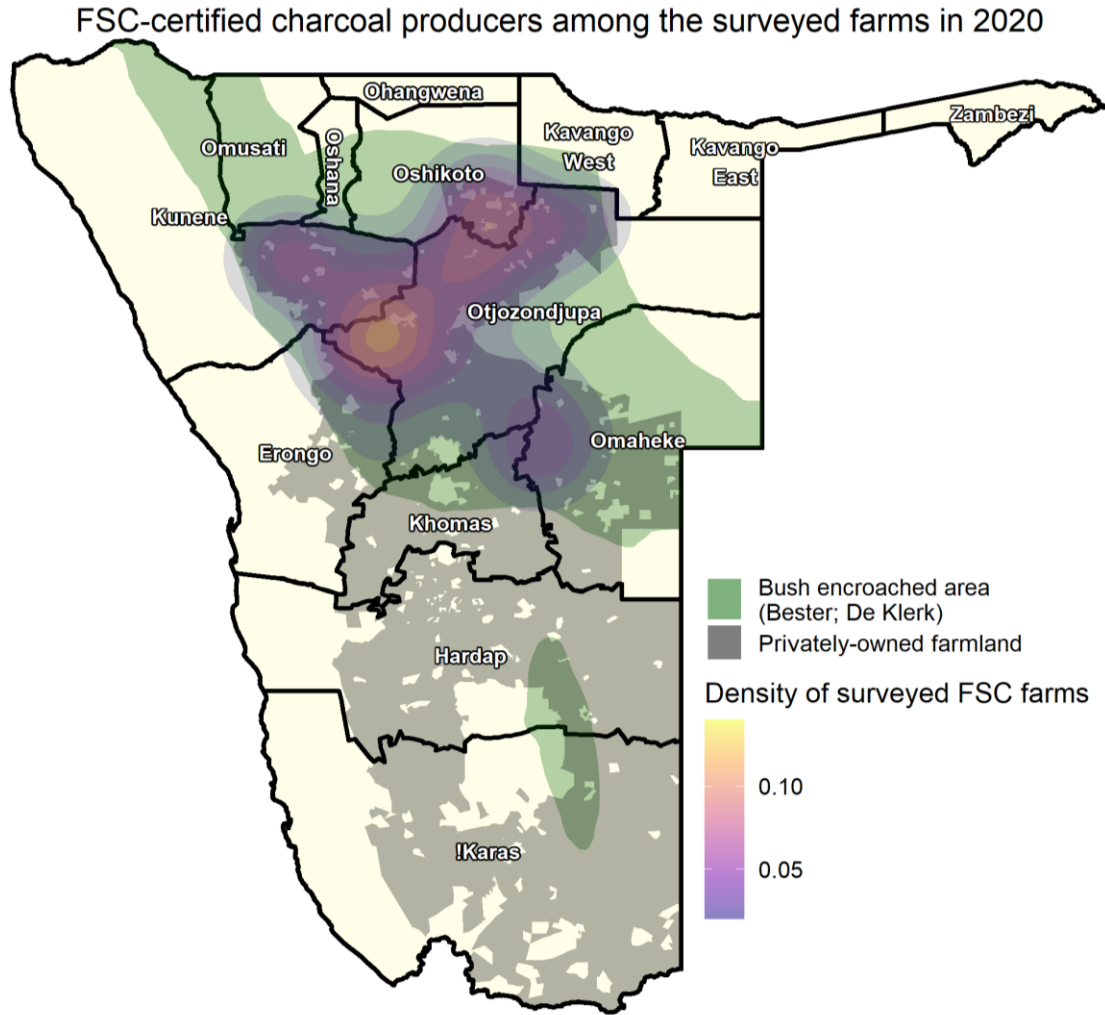 FSC-certified charcoal producers among the surveyed farms in 2020
Ohangwena
Zambezi
Omusati
Oshana
Oshikoto
Kavango
West
Kavango
East
Kunene
Otjozondjupa
Erongo
Omaheke
Khomas
Hardap
!Karas
Bush encroached area
(Bester; De Klerk)
Privately-owned farmland
Density of surveyed FSC farms
0.10
0.05